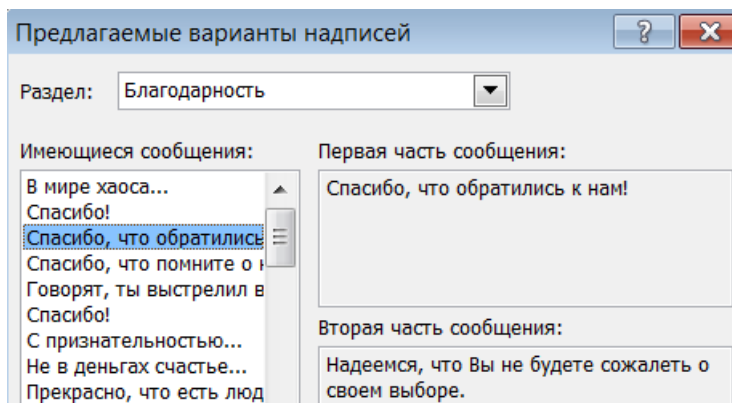 Предлагаемые варианты надписей
Раздел: Благодарность
Имеющиеся сообщения:
В мире хаоса...
Спасибо!
Спасибо, что обратились
Спасибо, что помните о
Говорят, ты выстрелил в
Спасибо!
С признательностью...
Не в деньгах счастье...
Прекрасно, что есть люд
Первая часть сообщения:
Спасибо, что обратились к нам!
Вторая часть сообщения:
Надеемся, что Вы не будете сожалеть о
своем выборе.